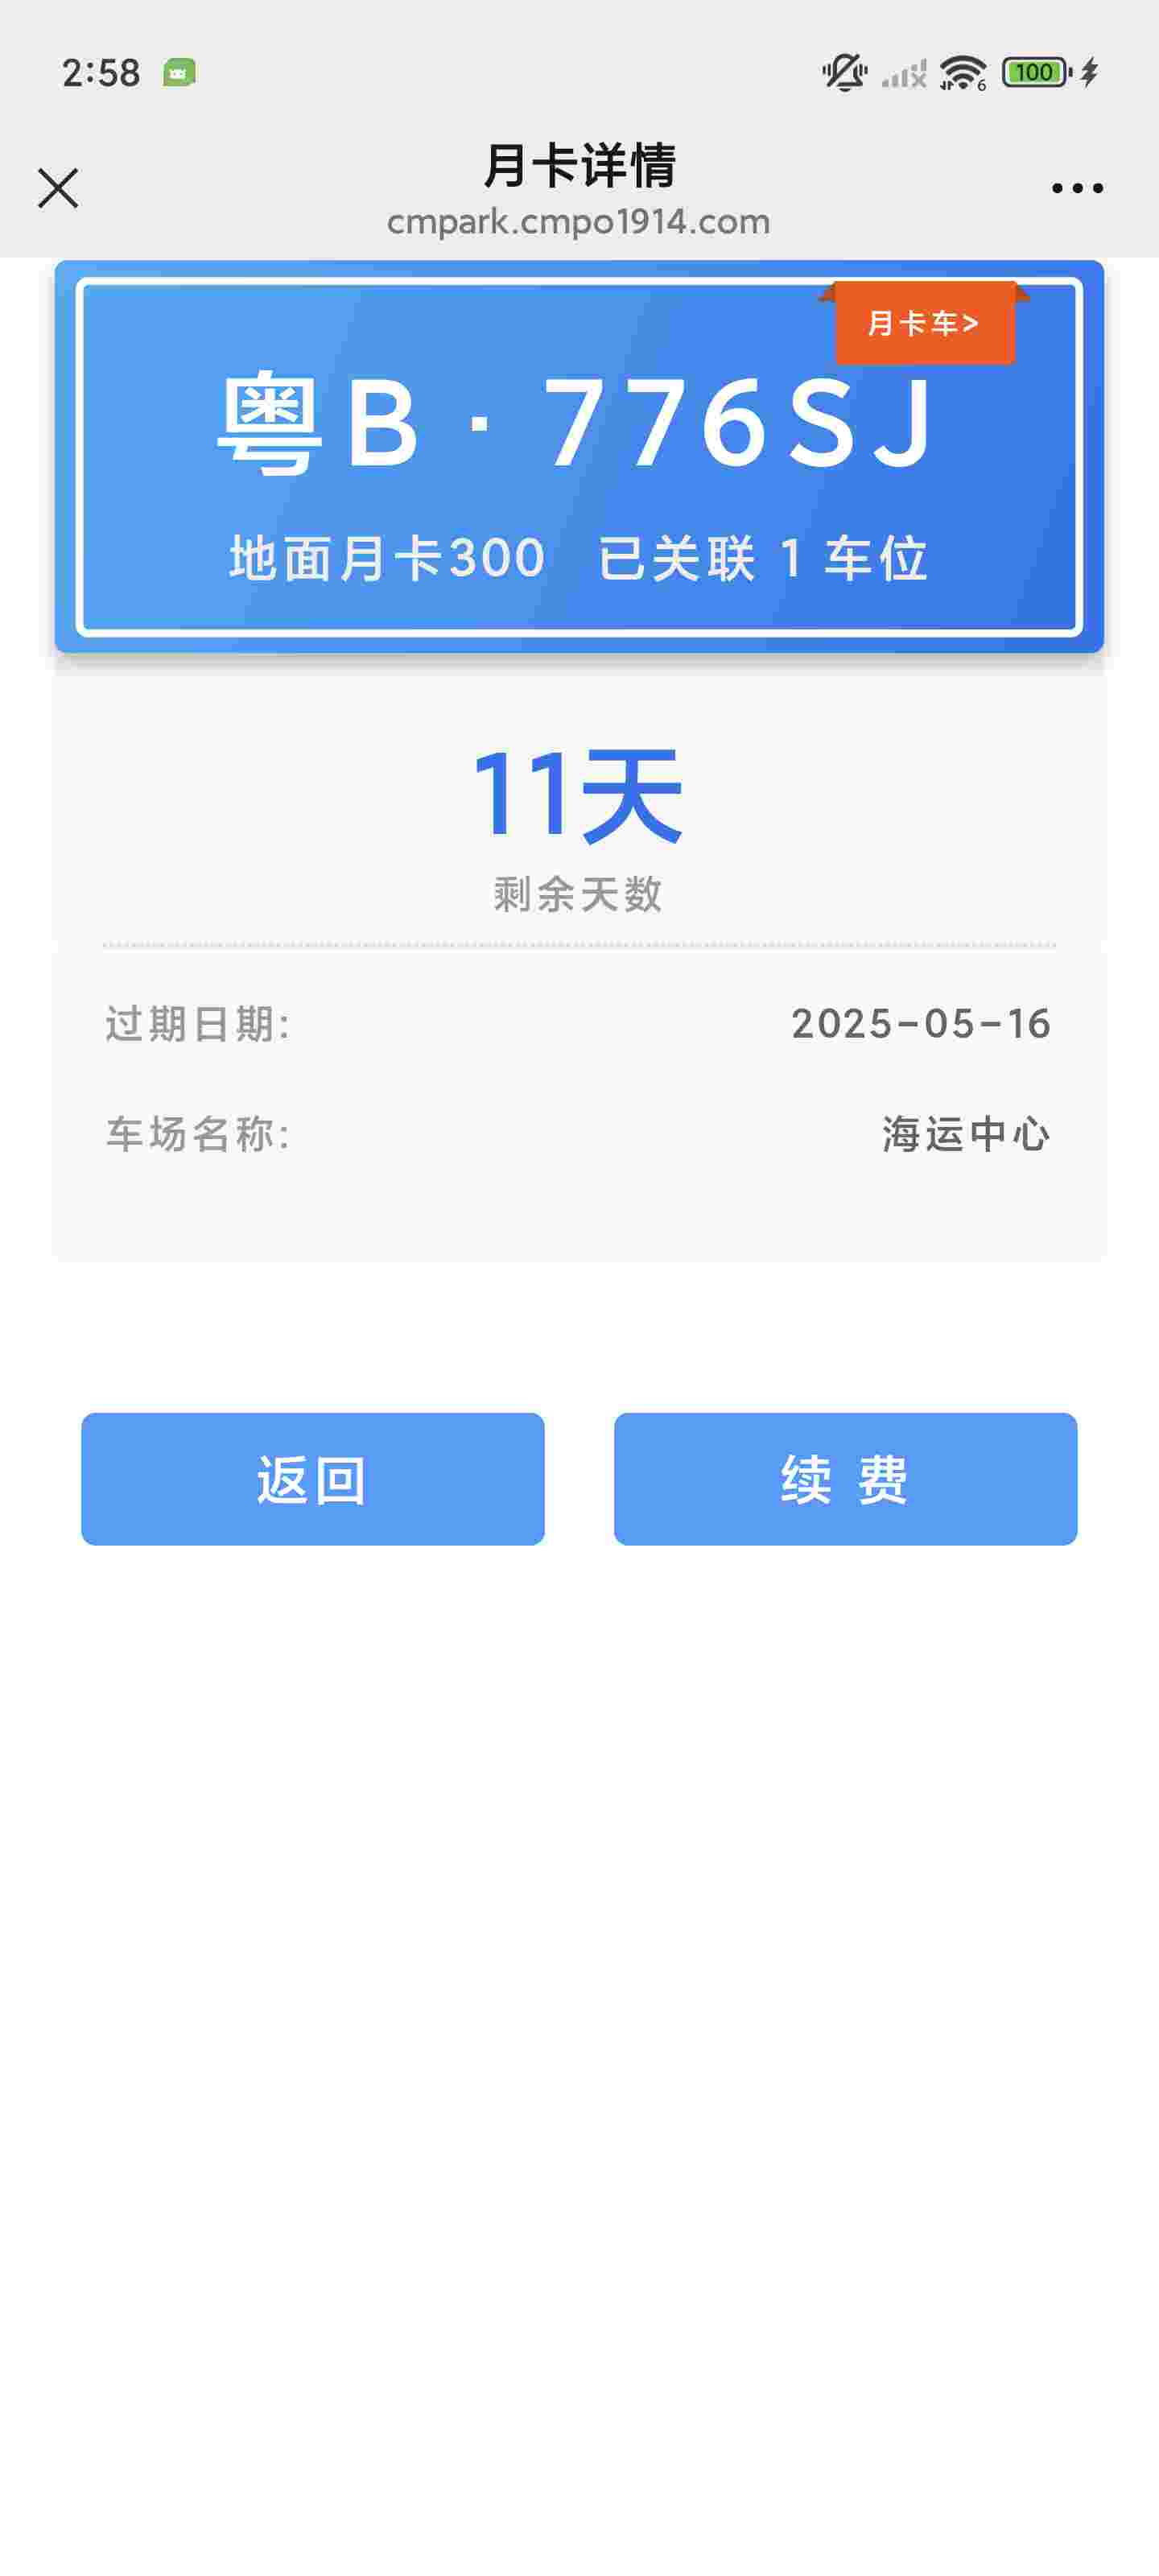 2:58
6
100
月卡详情
cmpark.cmpo1914.com
月卡车>
粤B·776SJ
地面月卡300 已关联 1 车位
11天
剩余天数
过期日期: 2025-05-16
车场名称: 海运中心
返回 续费